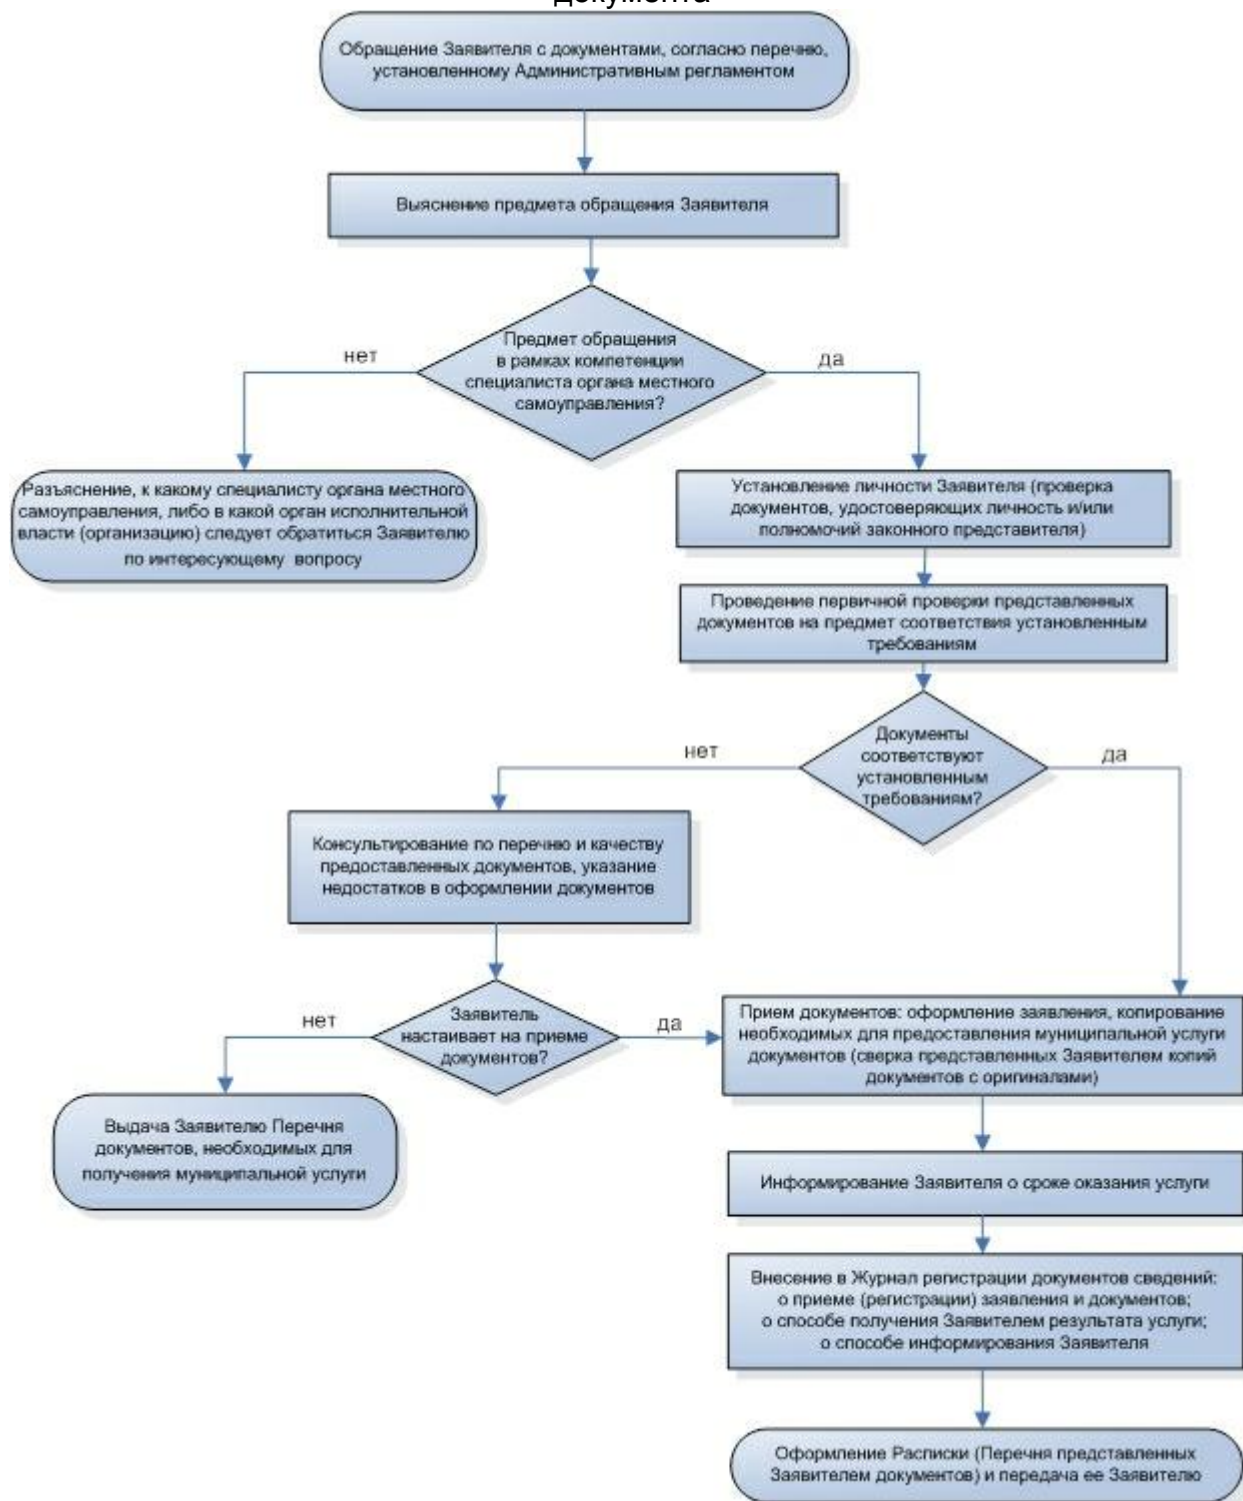 документа
Обращение Заявителя с документами, согласно перечню,
установленному Административным регламентом
Выяснение предмета обращения Заявителя
Предмет обращения
в рамках компетенции
специалиста органа местного
самоуправления?
нет
да
Разъяснение, к какому специалисту органа местного
самоуправления, либо в какой орган исполнительной
власти (организацию) следует обратиться Заявителю
по интересующему вопросу
Установление личности Заявителя (проверка
документов, удостоверяющих личность и/или
полномочий законного представителя)
Проведение первичной проверки представленных
документов на предмет соответствия установленным
требованиям
Документы
соответствуют
установленным
требованиям?
нет
да
Консультирование по перечню и качеству
предоставленных документов, указание
недостатков в оформлении документов
Заявитель
настаивает на приеме
документов?
нет
да
Прием документов: оформление заявления, копирование
необходимых для предоставления муниципальной услуги
документов (сверка представленных Заявителем копий
документов с оригиналами)
Выдача Заявителю Перечня
документов, необходимых для
получения муниципальной услуги
Информирование Заявителя о сроке оказания услуги
Внесение в Журнал регистрации документов сведений:
о приеме (регистрации) заявления и документов;
о способе получения Заявителем результата услуги;
о способе информирования Заявителя
Оформление Расписки (Перечня представленных
Заявителем документов) и передача ее Заявителю